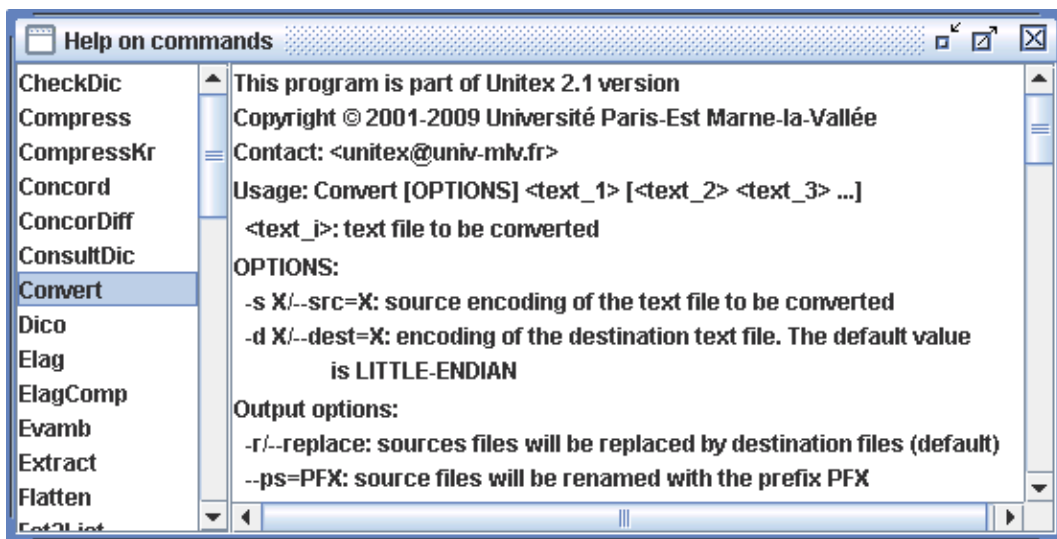 Help on commands
CheckDic
Compress
CompressKr
Concord
ConcorDiff
ConsultDic
Convert
Dico
Elag
ElagComp
Evamb
Extract
Flatten
This program is part of Unitex 2.1 version
Copyright © 2001-2009 Université Paris-Est Marne-la-Vallée
Contact: <unitex@univ-mlv.fr>
Usage: Convert [OPTIONS] <text_1> [<text_2> <text_3> ...]
<text_i>: text file to be converted
OPTIONS:
-s X/--src=X: source encoding of the text file to be converted
-d X/--dest=X: encoding of the destination text file. The default value
is LITTLE-ENDIAN
Output options:
-r/--replace: sources files will be replaced by destination files (default)
--ps=PFX: source files will be renamed with the prefix PFX